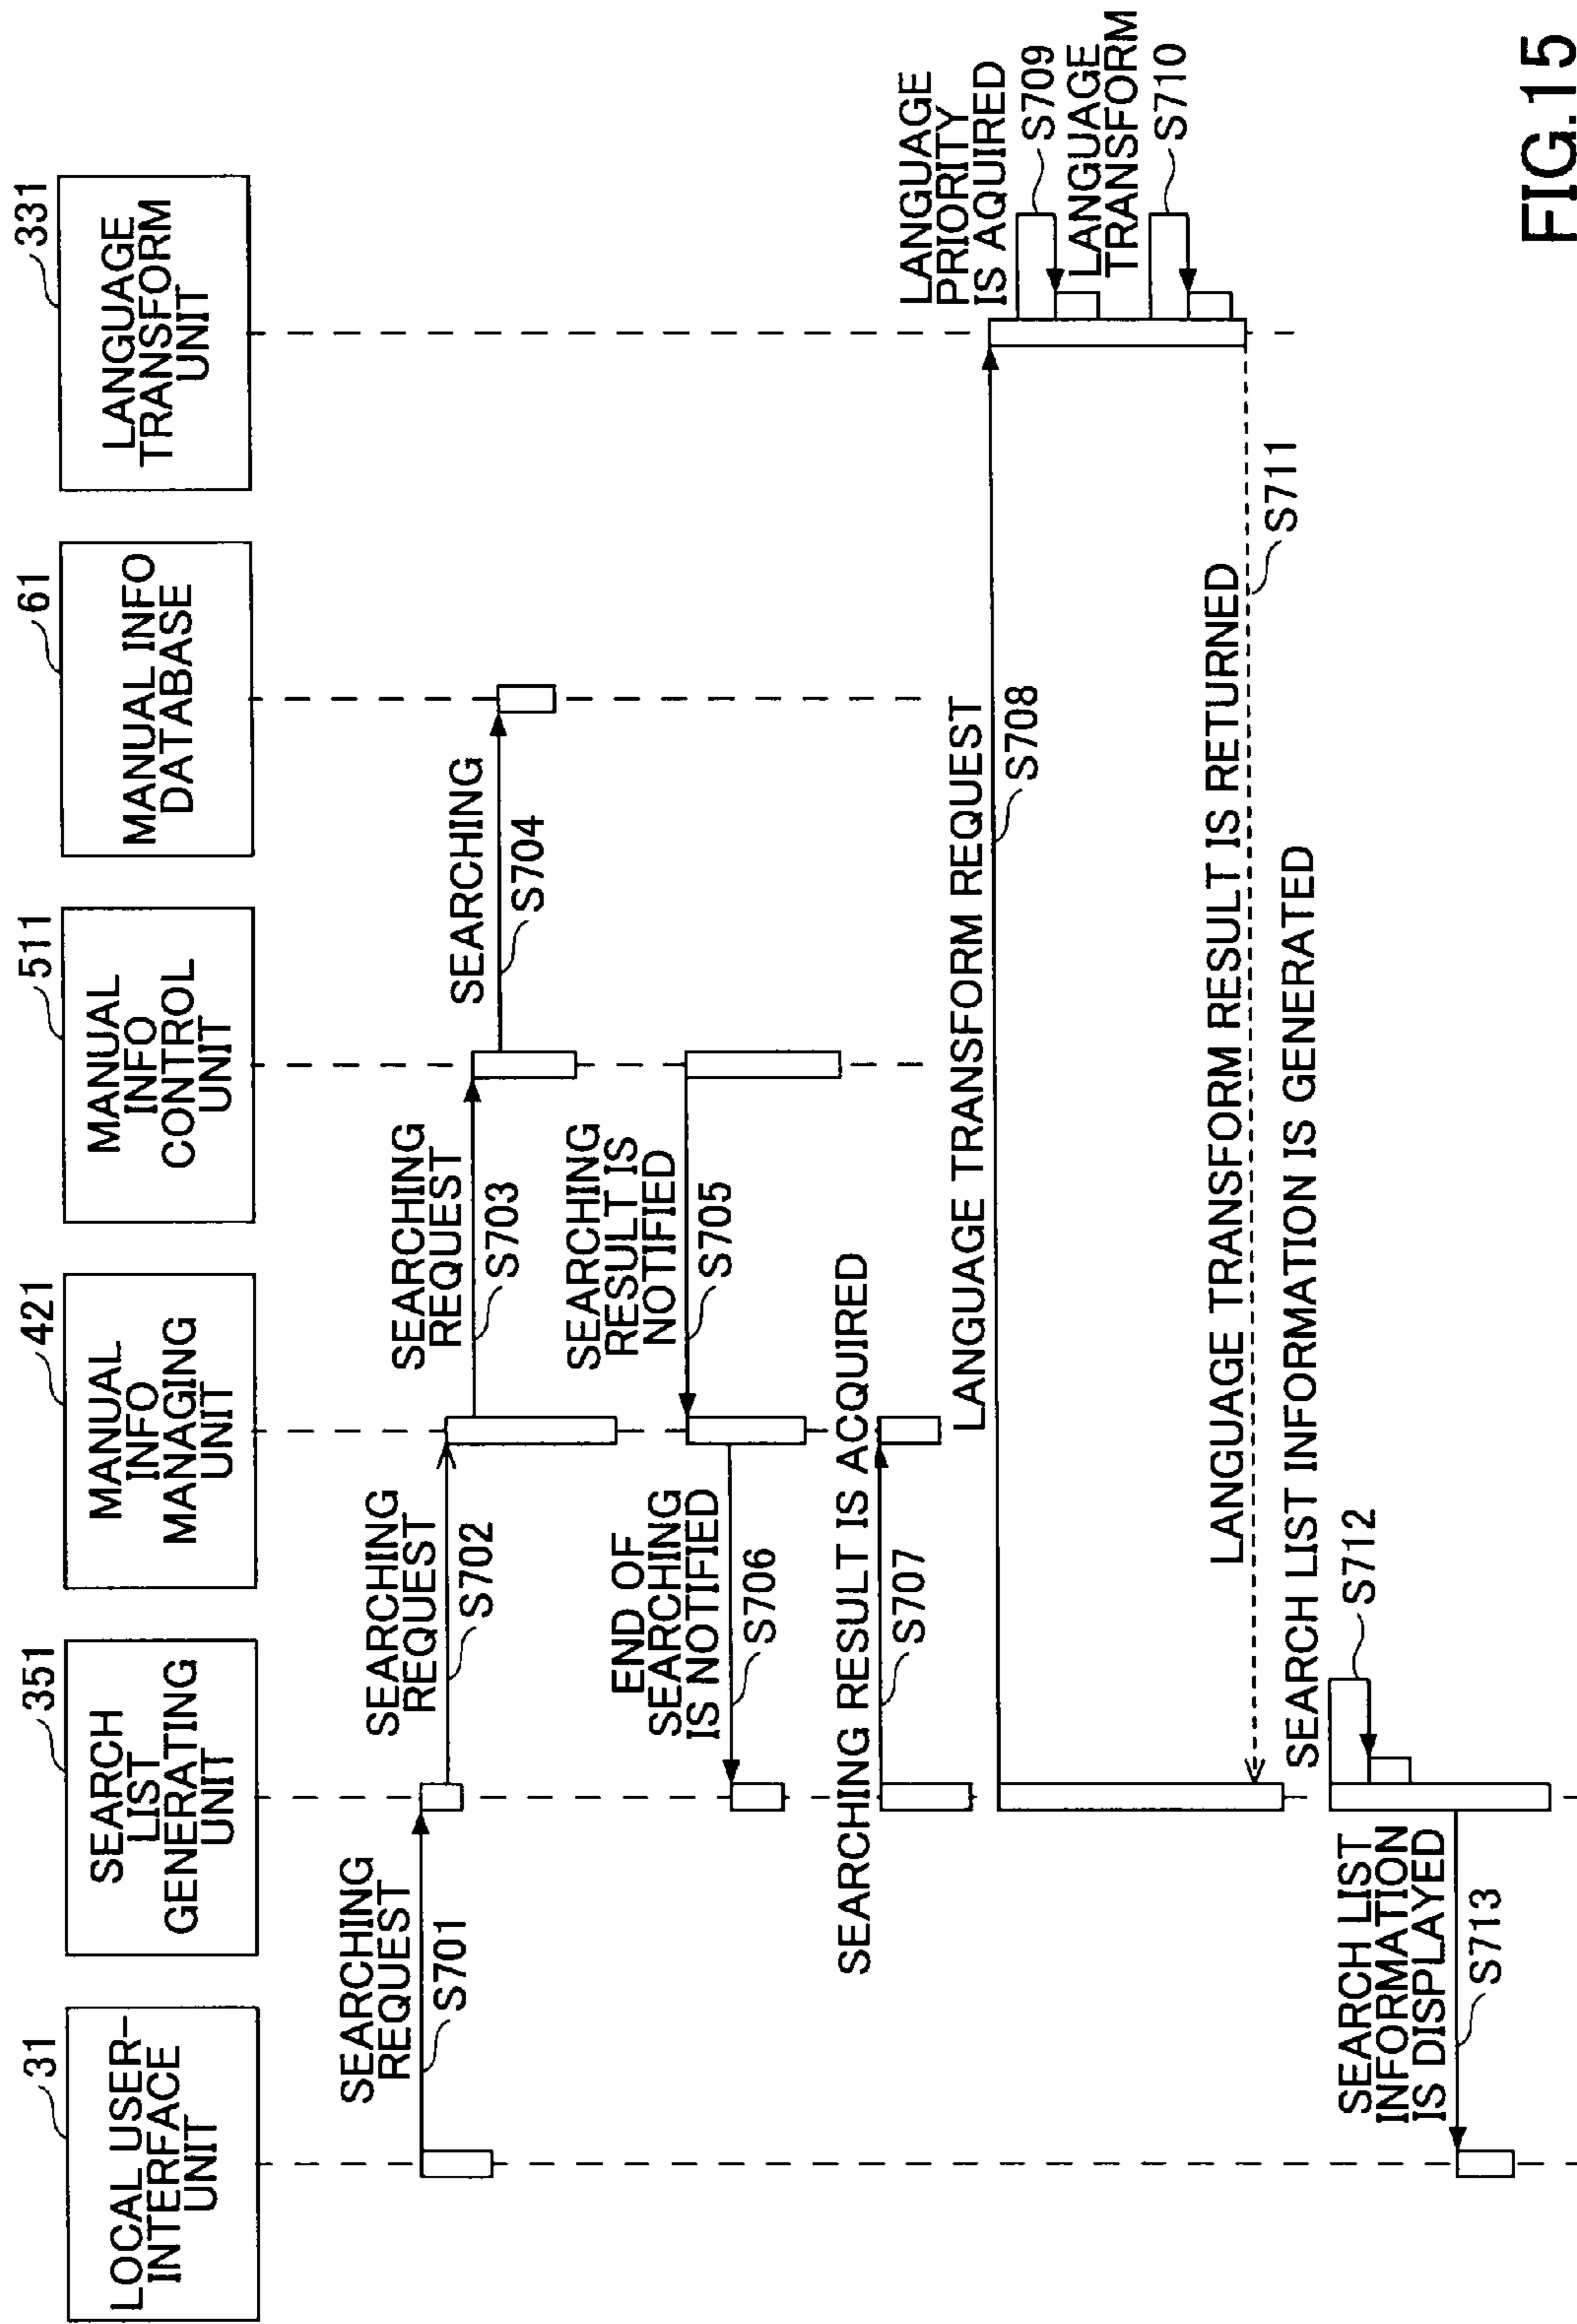 31
LOCAL USER-
INTERFACE
UNIT
351
SEARCH
LIST
GENERATING
UNIT
421
MANUAL
INFO
MANAGING
UNIT
511
MANUAL
INFO
CONTROL
UNIT
61
MANUAL INFO
DATABASE
331
LANGUAGE
TRANSFORM
UNIT
SEARCHING
REQUEST
S701
SEARCHING
REQUEST
S702
SEARCHING
REQUEST
S703
SEARCHING
S704
SEARCHING
RESULT IS
NOTIFIED
S705
END OF
SEARCHING
IS NOTIFIED
S706
SEARCHING RESULT IS ACQUIRED
S707
LANGUAGE TRANSFORM REQUEST
S708
LANGUAGE
PRIORITY
IS AQUIRED
S709
LANGUAGE
TRANSFORM
S710
LANGUAGE TRANSFORM RESULT IS RETURNED
S711
SEARCH LIST INFORMATION IS GENERATED
S712
SEARCH LIST
INFORMATION
IS DISPLAYED
S713
FIG.15